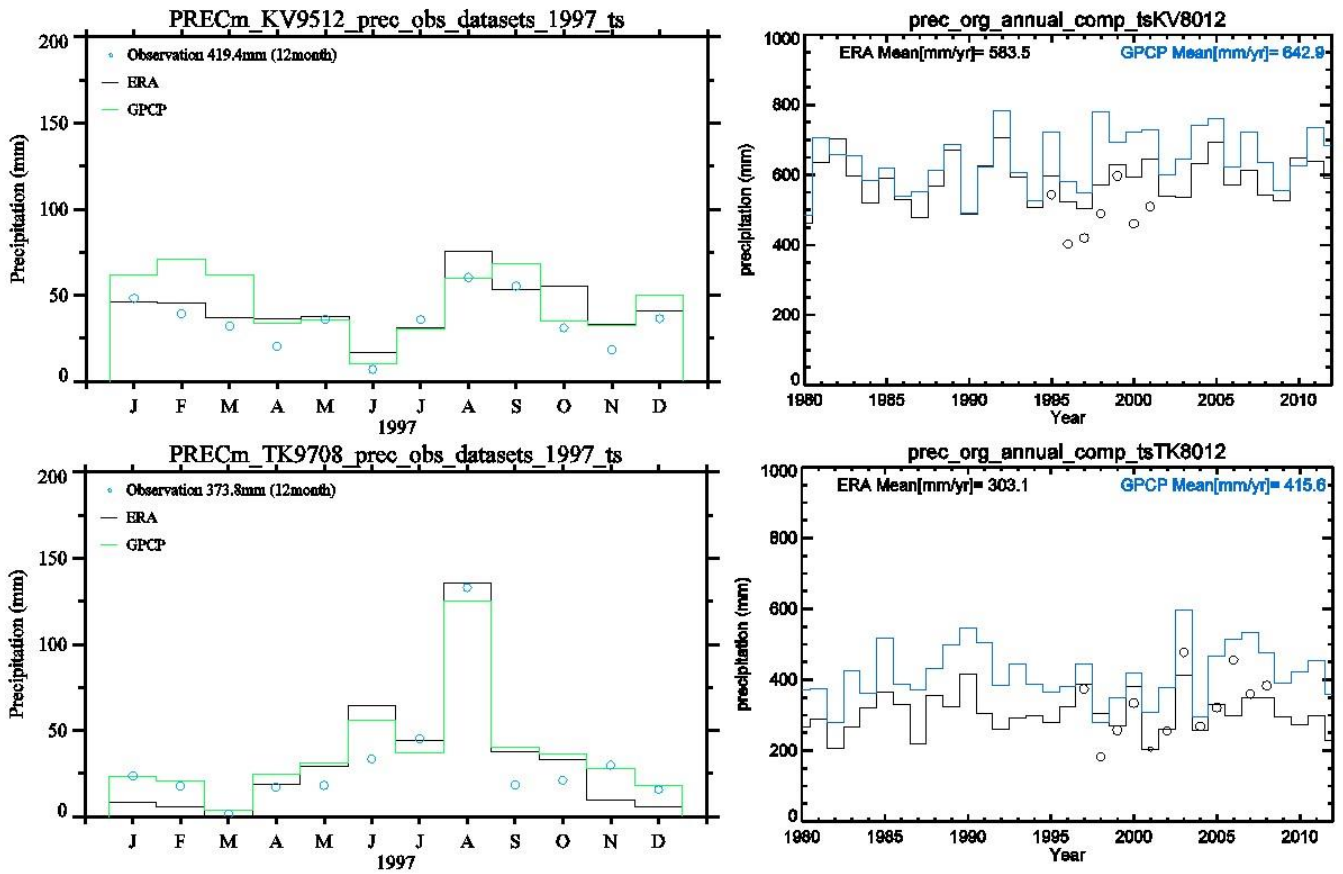 PRECm_KV9512_prec_obs_datasets_1997_ts
200
150
100
50
0
Precipitation (mm)
Observation 419.4mm (12month)
ERA
GPCP
J F M A M J J A S O N D
1997
prec_org_annual_comp_tsKV8012
1000
800
600
400
200
0
precipitation (mm)
ERA Mean[mm/yr]= 583.5 GPCP Mean[mm/yr]= 642.9
1980 1985 1990 1995 2000 2005 2010
Year
PRECm_TK9708_prec_obs_datasets_1997_ts
200
150
100
50
0
Precipitation (mm)
Observation 373.8mm (12month)
ERA
GPCP
J F M A M J J A S O N D
1997
prec_org_annual_comp_tsTK8012
1000
800
600
400
200
0
precipitation (mm)
ERA Mean[mm/yr]= 303.1 GPCP Mean[mm/yr]= 415.6
1980 1985 1990 1995 2000 2005 2010
Year